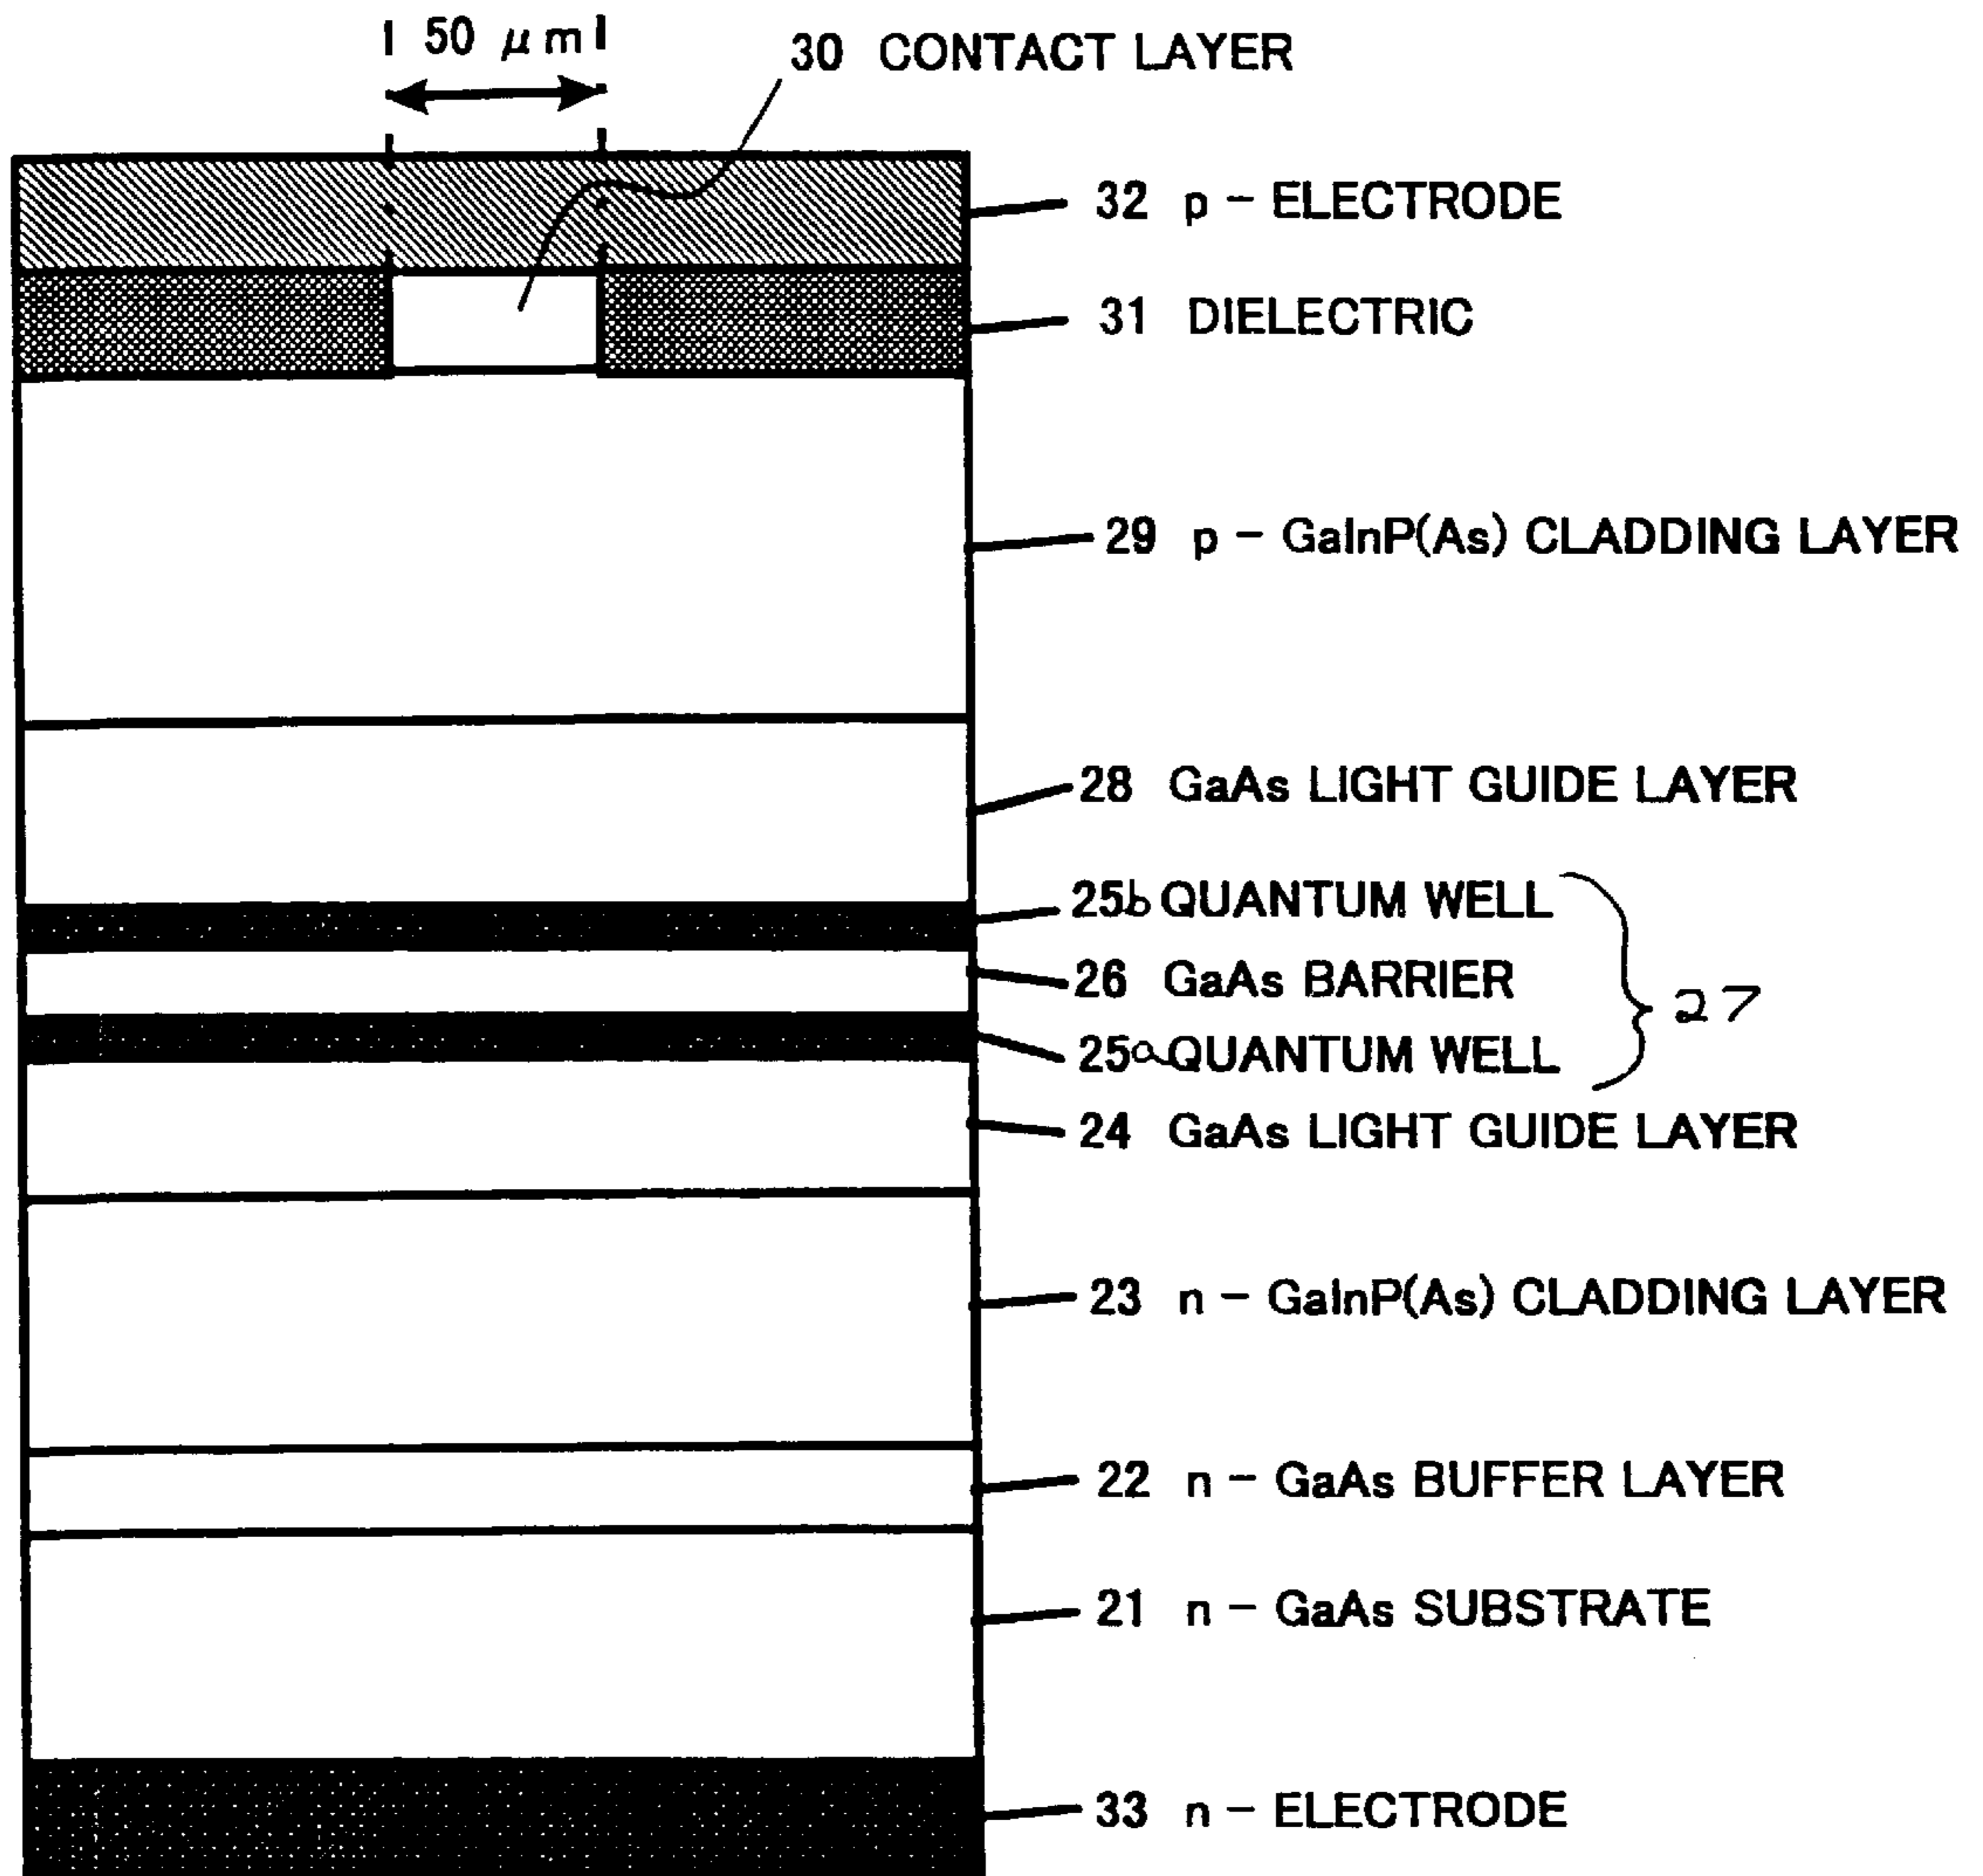 50 μm
30 CONTACT LAYER
32 p - ELECTRODE
31 DIELECTRIC
29 p - GaInP(As) CLADDING LAYER
28 GaAs LIGHT GUIDE LAYER
25b QUANTUM WELL
26 GaAs BARRIER
27
25a QUANTUM WELL
24 GaAs LIGHT GUIDE LAYER
23 n - GaInP(As) CLADDING LAYER
22 n - GaAs BUFFER LAYER
21 n - GaAs SUBSTRATE
33 n - ELECTRODE